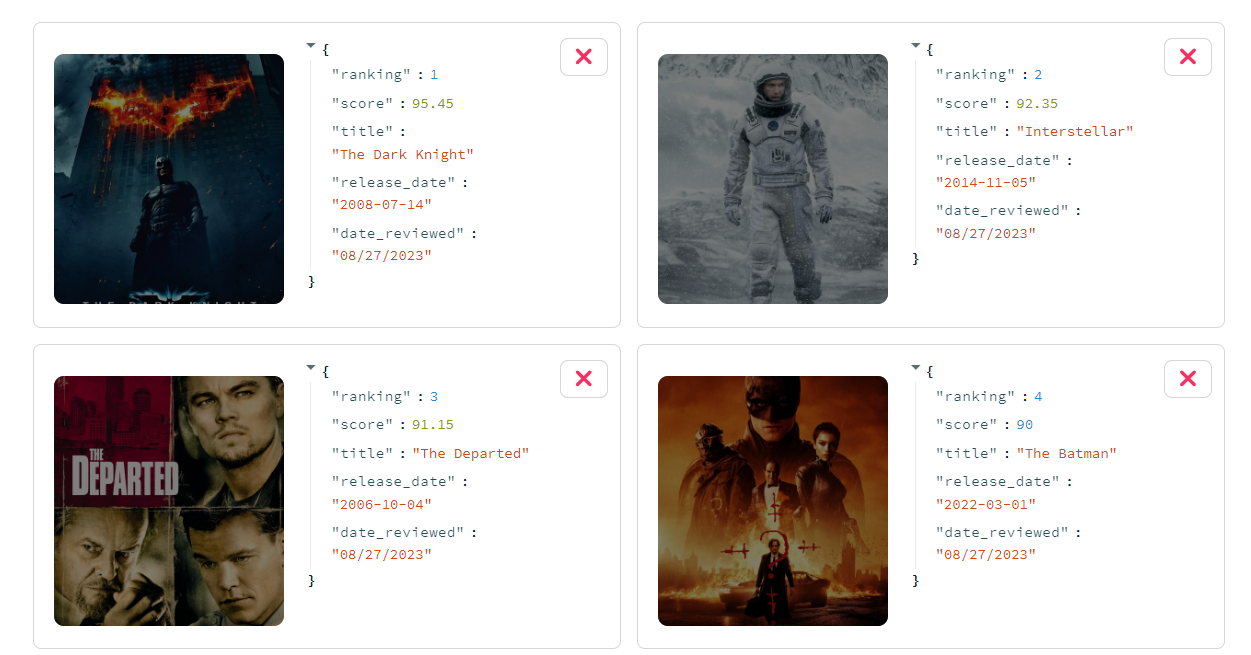 {
"ranking" : 1
"score" : 95.45
"title" :
"The Dark Knight"
"release_date" :
"2008-07-14"
"date_reviewed" :
"08/27/2023"
}
THE DARK KNIGHT
{
"ranking" : 2
"score" : 92.35
"title" : "Interstellar"
"release_date" :
"2014-11-05"
"date_reviewed" :
"08/27/2023"
}
THE
DEPARTED
{
"ranking" : 3
"score" : 91.15
"title" : "The Departed"
"release_date" :
"2006-10-04"
"date_reviewed" :
"08/27/2023"
}
{
"ranking" : 4
"score" : 90
"title" : "The Batman"
"release_date" :
"2022-03-01"
"date_reviewed" :
"08/27/2023"
}